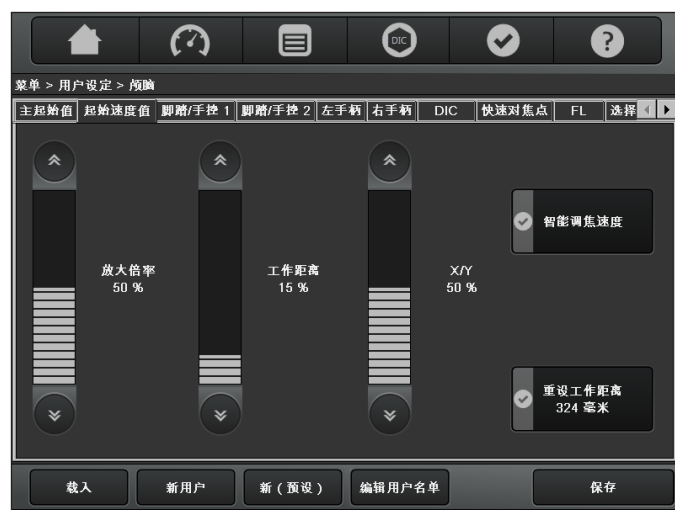 DIC
?
菜单 > 用户设定 > 颅脑
主起始值 起始速度值 脚踏/手控 1 脚踏/手控 2 左手柄 右手柄 DIC 快速对焦点 FL 选择
放大倍率
50 %
工作距离
15 %
X/Y
50 %
智能调焦速度
重设工作距离
324 毫米
载入 新用户 新 ( 预设 ) 编辑用户名单 保存